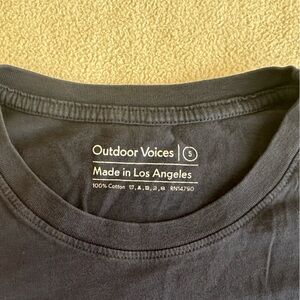 Outdoor Voices | S
Made in Los Angeles
100% Cotton RN14790